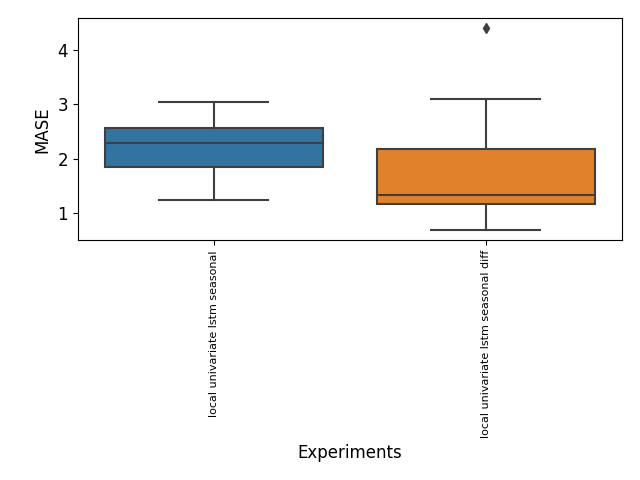 4
3
2
1
MASE
local univariate lstm seasonal
local univariate lstm seasonal diff
Experiments